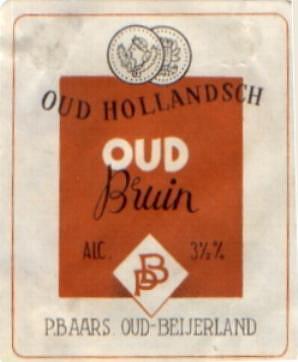 OUD HOLLANDSCH
OUD
Bruin
ALC. 3½%
PB
P.BAARS. OUD-BEIJERLAND